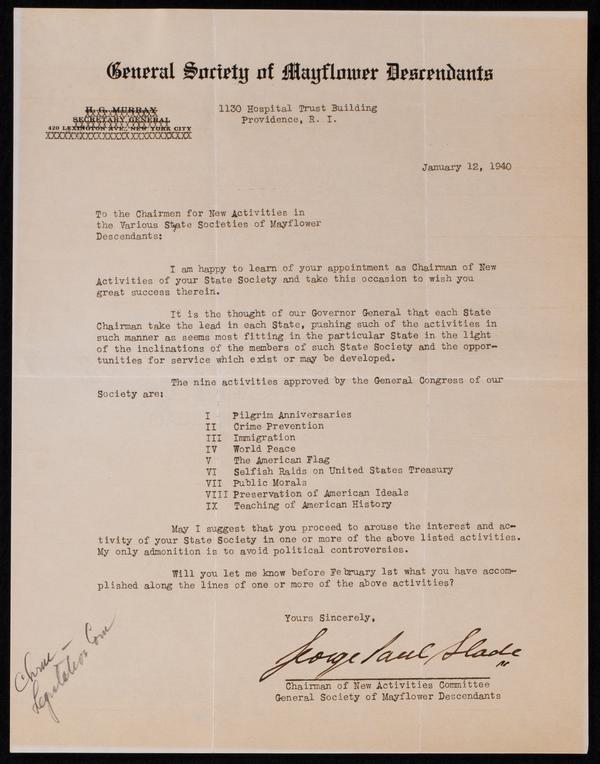 General Society of Mayflower Descendants
H. G. MURRAY
SECRETARY GENERAL
420 LEXINGTON AVE., NEW YORK CITY
1130 Hospital Trust Building
Providence, R. I.
January 12, 1940
To the Chairmen for New Activities in
the Various State Societies of Mayflower
Descendants:
I am happy to learn of your appointment as Chairman of New
Activities of your State Society and take this occasion to wish you
great success therein.
It is the thought of our Governor General that each State
Chairman take the lead in each State, pushing such of the activities in
such manner as seems most fitting in the particular State in the light
of the inclinations of the members of such State Society and the oppor-
tunities for service which exist or may be developed.
The nine activities approved by the General Congress of our
Society are:
I Pilgrim Anniversaries
II Crime Prevention
III Immigration
IV World Peace
V The American Flag
VI Selfish Raids on United States Treasury
VII Public Morals
VIII Preservation of American Ideals
IX Teaching of American History
May I suggest that you proceed to arouse the interest and ac-
tivity of your State Society in one or more of the above listed activities.
My only admonition is to avoid political controversies.
Will you let me know before February 1st what you have accom-
plished along the lines of one or more of the above activities?
Yours Sincerely,
George Paul Slade
Chairman of New Activities Committee
General Society of Mayflower Descendants
Legislation Com